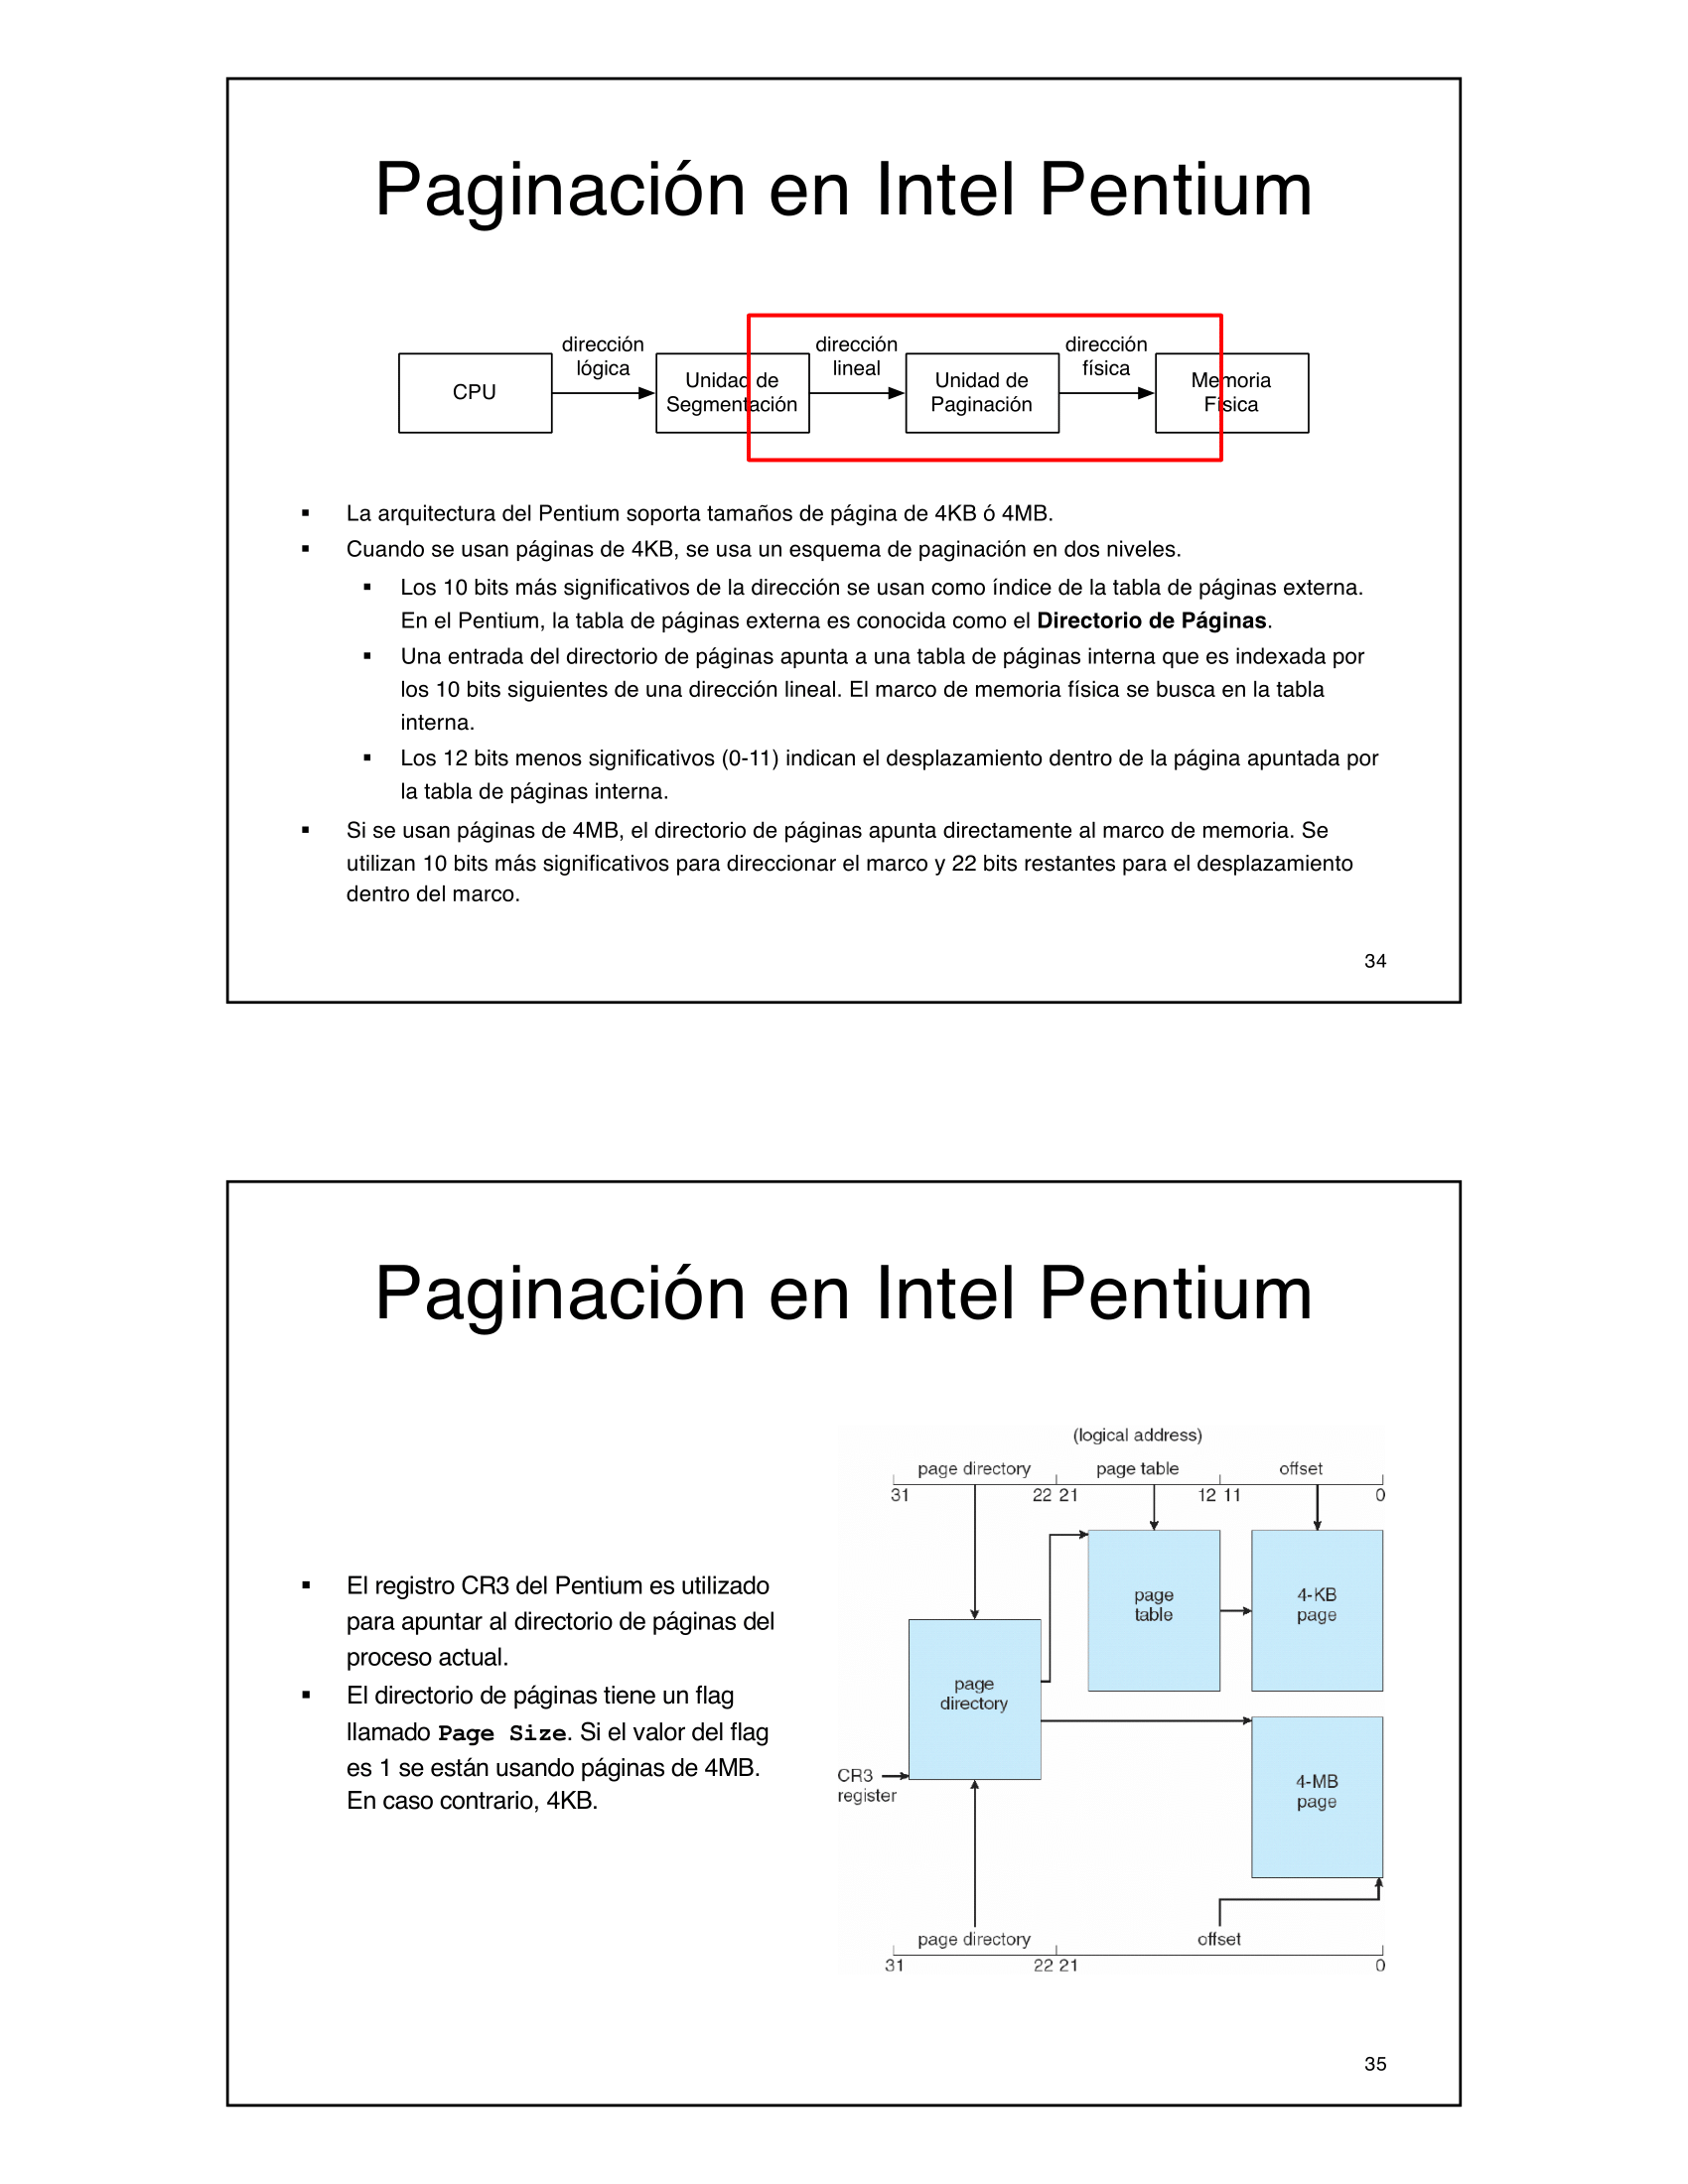 Paginación en Intel Pentium
CPU
dirección
lógica
Unidad de
Segmentación
dirección
lineal
Unidad de
Paginación
dirección
física
Memoria
Física
▪ La arquitectura del Pentium soporta tamaños de página de 4KB ó 4MB.
▪ Cuando se usan páginas de 4KB, se usa un esquema de paginación en dos niveles.
▪ Los 10 bits más significativos de la dirección se usan como índice de la tabla de páginas externa.
En el Pentium, la tabla de páginas externa es conocida como el Directorio de Páginas.
▪ Una entrada del directorio de páginas apunta a una tabla de páginas interna que es indexada por
los 10 bits siguientes de una dirección lineal. El marco de memoria física se busca en la tabla
interna.
▪ Los 12 bits menos significativos (0-11) indican el desplazamiento dentro de la página apuntada por
la tabla de páginas interna.
▪ Si se usan páginas de 4MB, el directorio de páginas apunta directamente al marco de memoria. Se
utilizan 10 bits más significativos para direccionar el marco y 22 bits restantes para el desplazamiento
dentro del marco.
34
Paginación en Intel Pentium
▪ El registro CR3 del Pentium es utilizado
para apuntar al directorio de páginas del
proceso actual.
▪ El directorio de páginas tiene un flag
llamado Page Size. Si el valor del flag
es 1 se están usando páginas de 4MB.
En caso contrario, 4KB.
(logical address)
page directory page table offset
31 22 21 12 11 0
page
table
4-KB
page
page
directory
CR3
register
4-MB
page
page directory offset
31 22 21 0
35